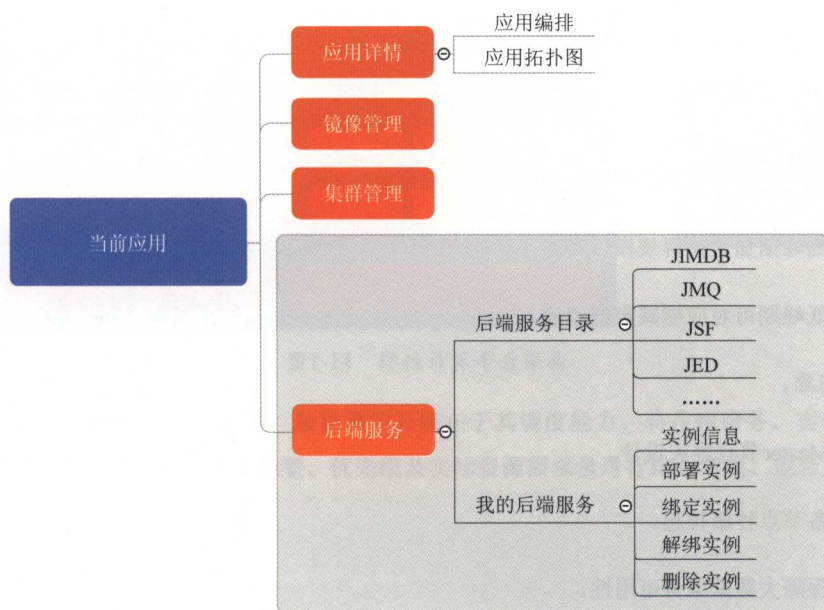 应用编排
应用详情
应用拓扑图
镜像管理
集群管理
当前应用
JIMDB
JMQ
后端服务目录
JSF
JED
……
后端服务
实例信息
部署实例
我的后端服务
绑定实例
解绑实例
删除实例